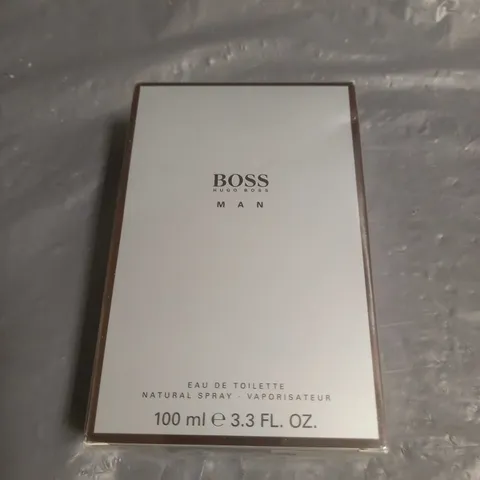 BOSS
HUGO BOSS
MAN
EAU DE TOILETTE
NATURAL SPRAY · VAPORISATEUR
100 ml ℮ 3.3 FL. OZ.